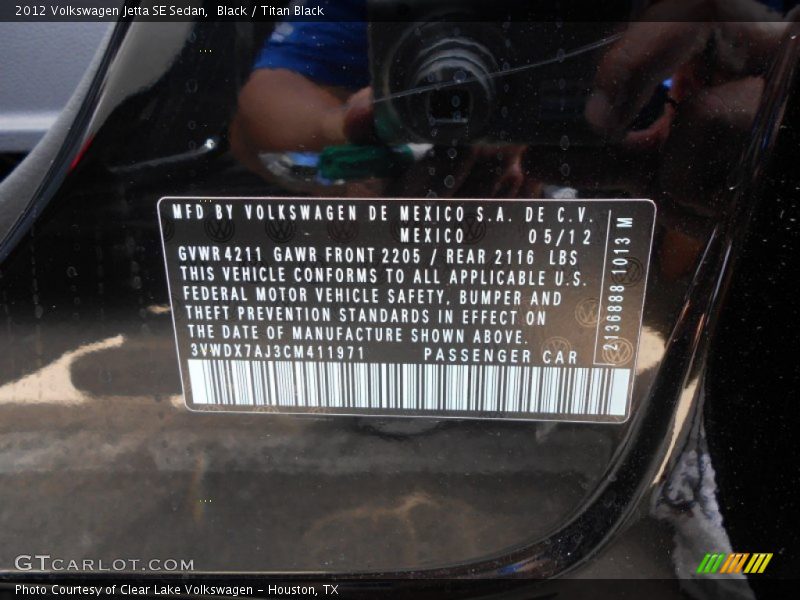 2012 Volkswagen Jetta SE Sedan, Black / Titan Black
MFD BY VOLKSWAGEN DE MEXICO S.A. DE C.V.
MEXICO 05/12
GVWR 4211 GAWR FRONT 2205 / REAR 2116 LBS
THIS VEHICLE CONFORMS TO ALL APPLICABLE U.S.
FEDERAL MOTOR VEHICLE SAFETY, BUMPER AND
THEFT PREVENTION STANDARDS IN EFFECT ON
THE DATE OF MANUFACTURE SHOWN ABOVE.
3VWDX7AJ3CM411971 PASSENGER CAR
2136888 1013 M
GTCARLOT.COM
Photo Courtesy of Clear Lake Volkswagen - Houston, TX